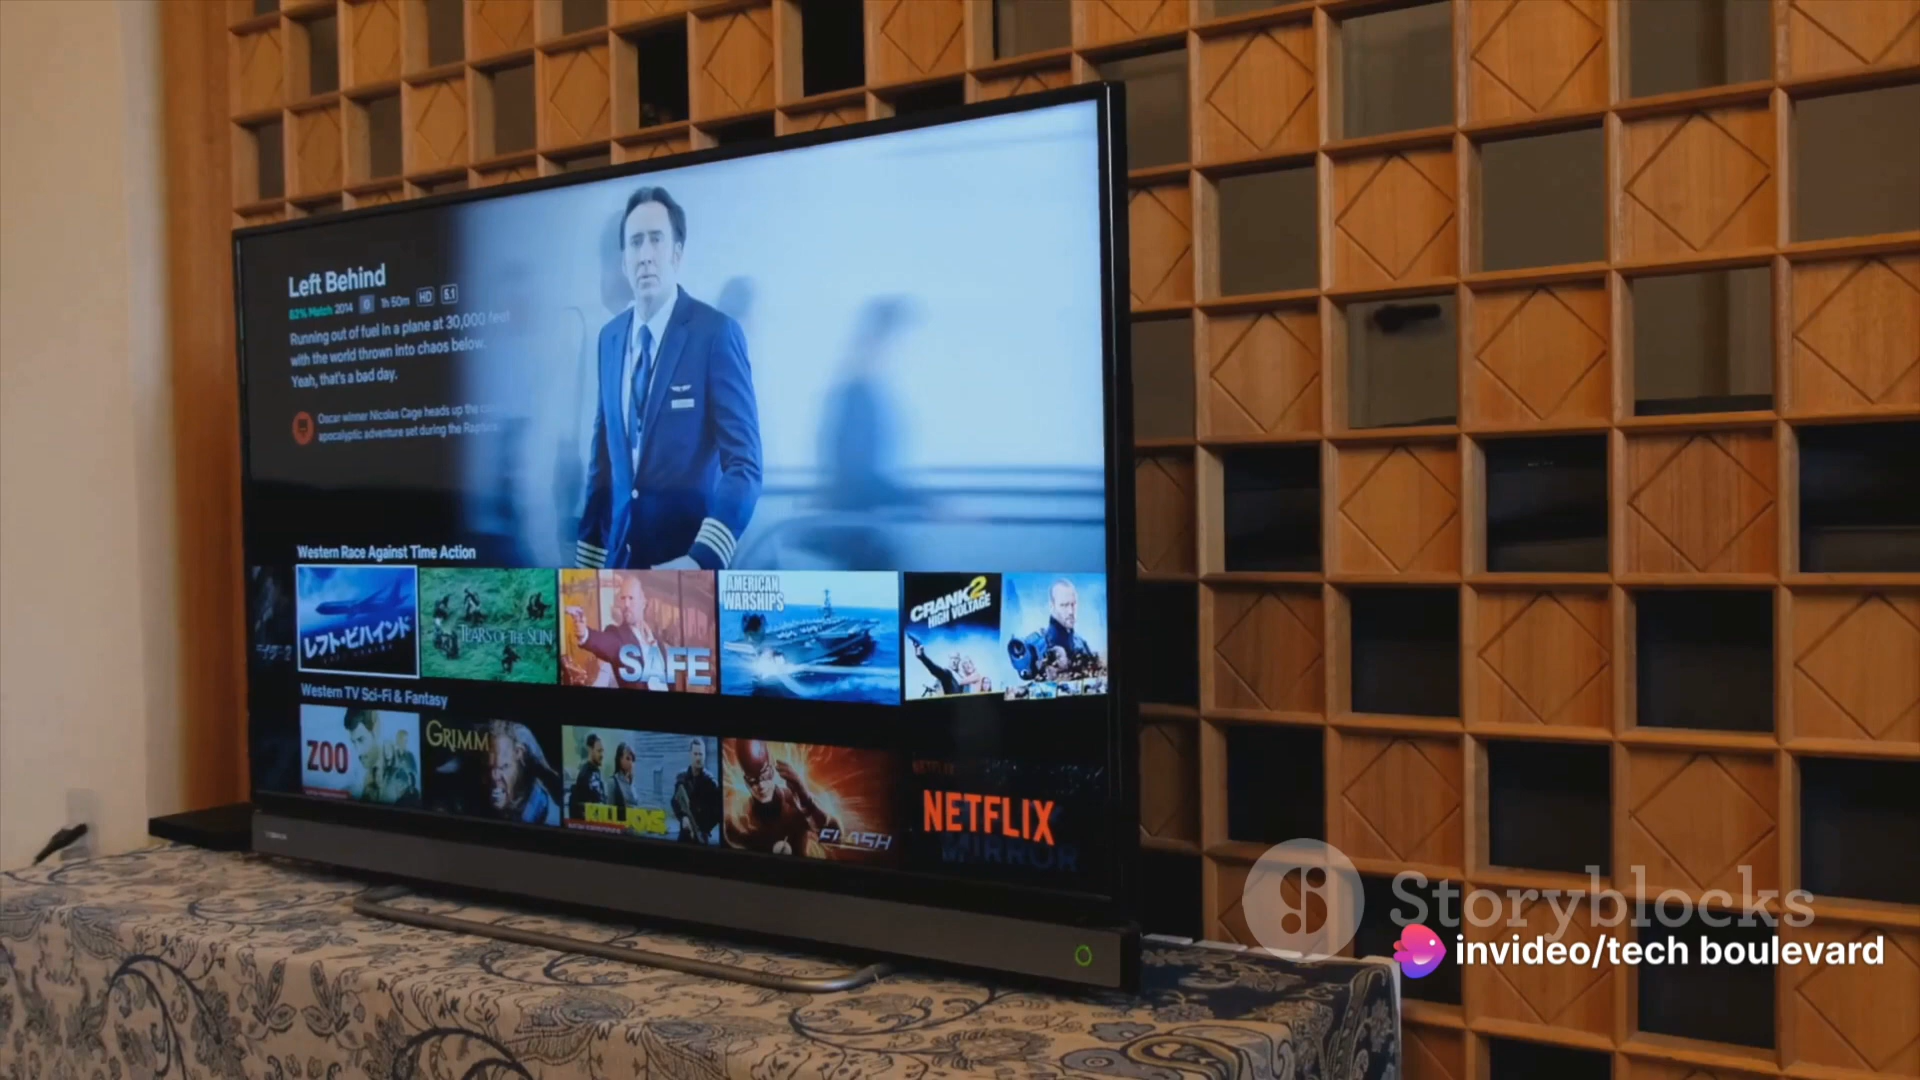 Left Behind
82% Match 2014 G 1h 50m HD 5.1
Running out of fuel in a plane at 30,000 feet
with the world thrown into chaos below.
Yeah, that's a bad day.
Oscar winner Nicolas Cage heads up the
apocalyptic adventure set during the Rapture.
Western Race Against Time Action
レフト・ビハインド
TEARS OF THE SUN
SAFE
AMERICAN
WARSHIPS
CRANK 2
HIGH VOLTAGE
Western TV Sci-Fi & Fantasy
ZOO
GRIMM
KILLJOYS
FLASH
NETFLIX
MIRROR
Storyblocks
invideo/tech boulevard